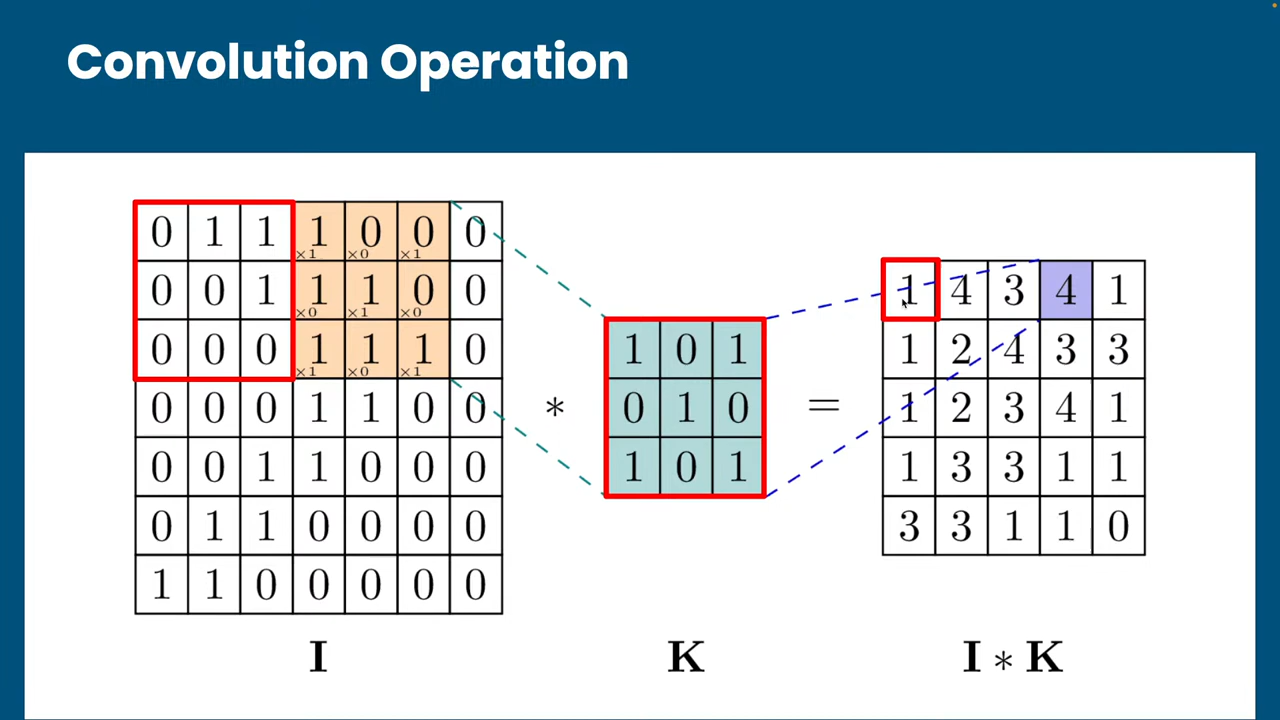 Convolution Operation
0 1 1 1 0 0 0
×1 ×0 ×1
0 0 1 1 1 0 0
×0 ×1 ×0
0 0 0 1 1 1 0
×1 ×0 ×1
0 0 0 1 1 0 0
0 0 1 1 0 0 0
0 1 1 0 0 0 0
1 1 0 0 0 0 0
I
*
1 0 1
0 1 0
1 0 1
K
=
1 4 3 4 1
1 2 4 3 3
1 2 3 4 1
1 3 3 1 1
3 3 1 1 0
I * K